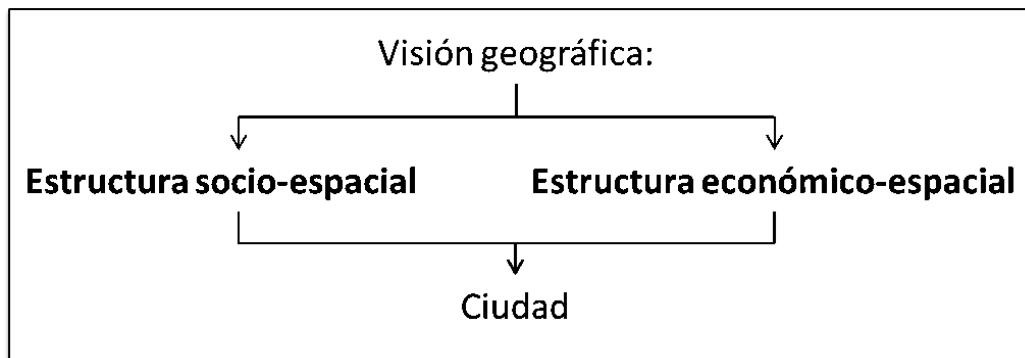 Visión geográfica:
Estructura socio-espacial
Estructura económico-espacial
Ciudad